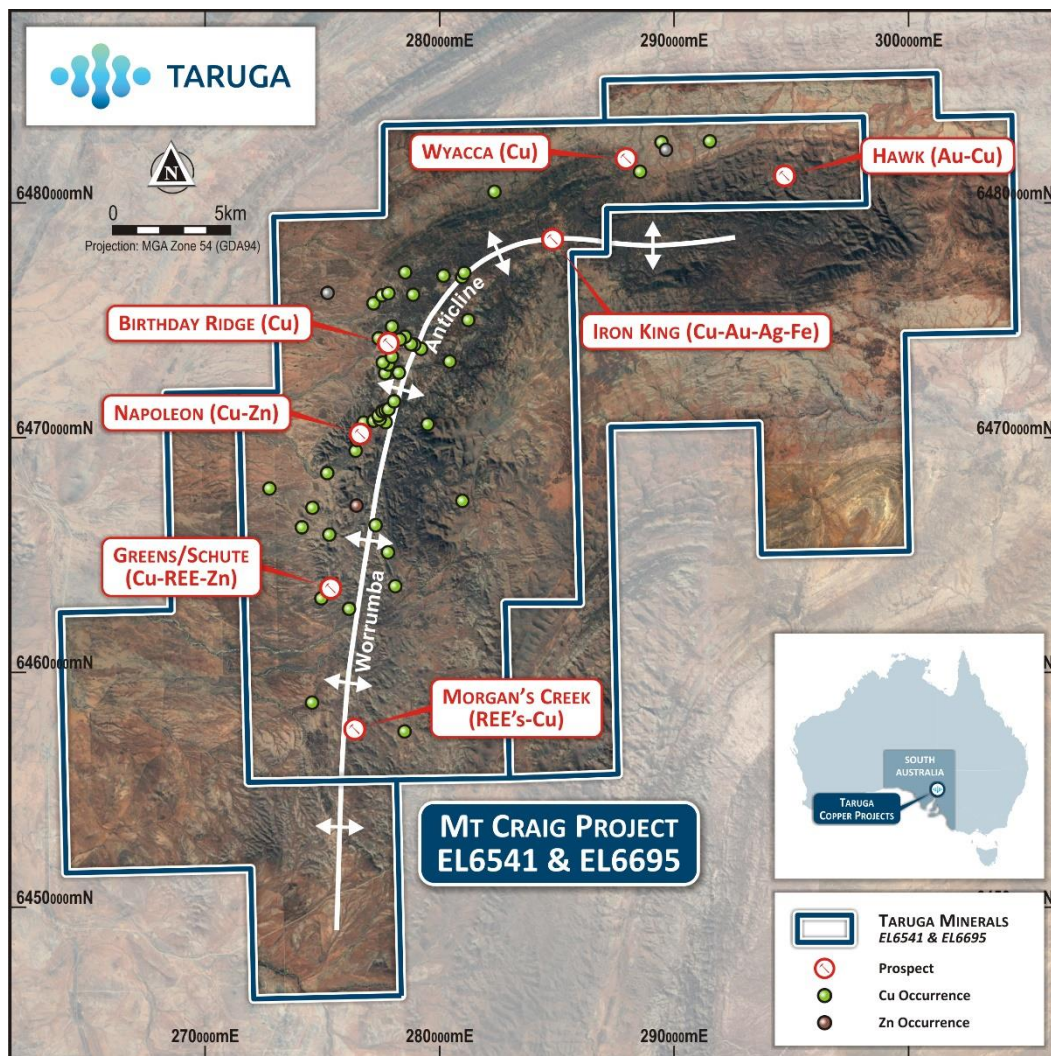 280000mE 290000mE 300000mE
TARUGA
WYACCA (CU)
HAWK (AU-CU)
N
6480000mN
6480000mN
0 5km
Projection: MGA Zone 54 (GDA94)
Anticline
BIRTHDAY RIDGE (CU)
IRON KING (CU-AU-AG-FE)
NAPOLEON (CU-ZN)
6470000mN
6470000mN
GREENS/SCHUTE
(CU-REE-ZN)
Worrumba
6460000mN
6460000mN
MORGAN'S CREEK
(REE'S-CU)
SOUTH
AUSTRALIA
TARUGA
COPPER PROJECTS
MT CRAIG PROJECT
EL6541 & EL6695
6450000mN
TARUGA MINERALS
EL6541 & EL6695
Prospect
Cu Occurrence
Zn Occurrence
270000mE 280000mE 290000mE 300000mE